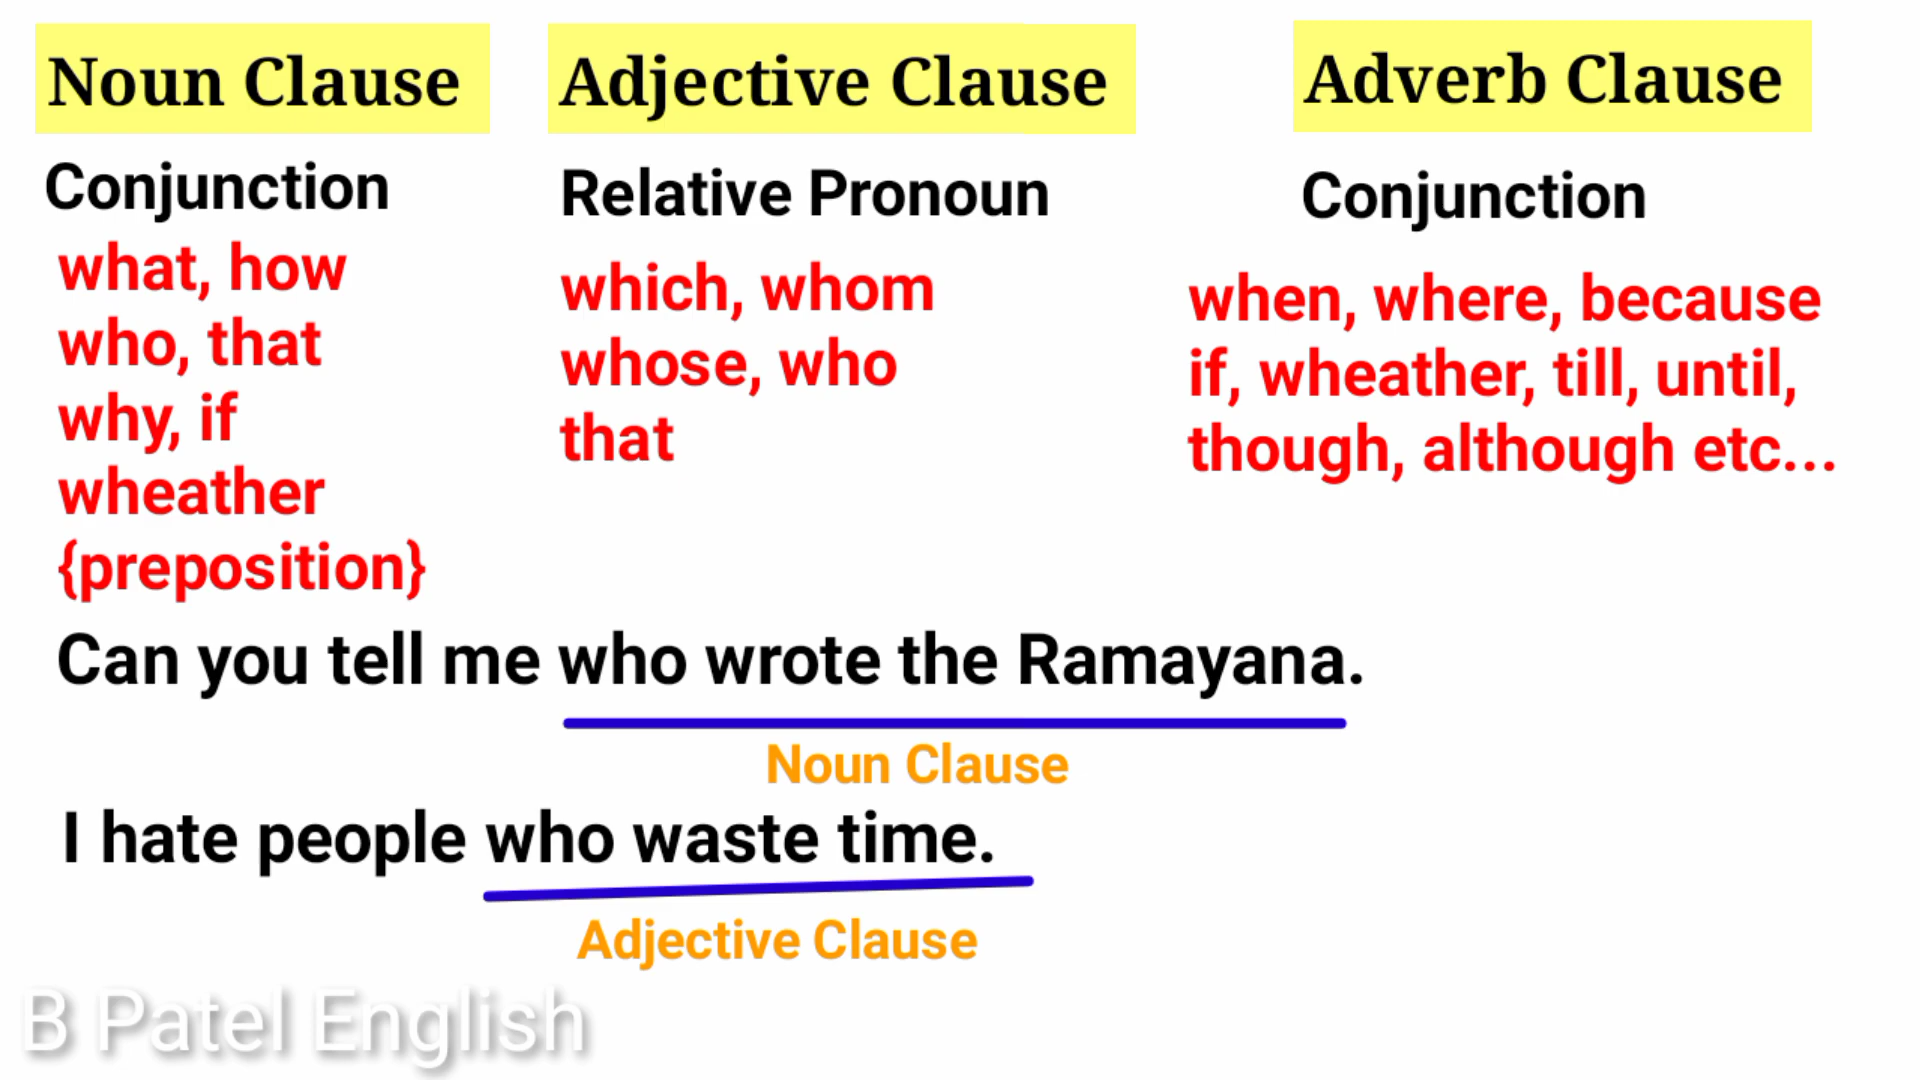 Noun Clause
Conjunction
what, how
who, that
why, if
wheather
{preposition}
Adjective Clause
Relative Pronoun
which, whom
whose, who
that
Adverb Clause
Conjunction
when, where, because
if, wheather, till, until,
though, although etc...
Can you tell me who wrote the Ramayana.
Noun Clause
I hate people who waste time.
Adjective Clause
B Patel English